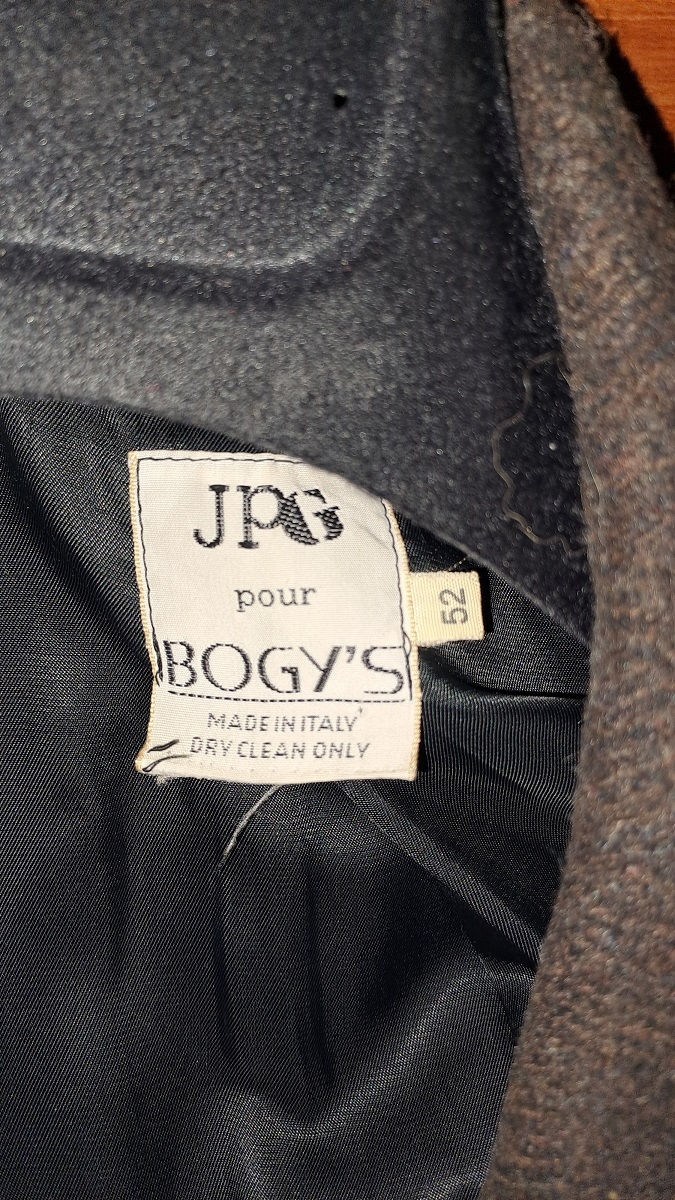 JPG
pour
BOGY'S
MADE IN ITALY
DRY CLEAN ONLY
52